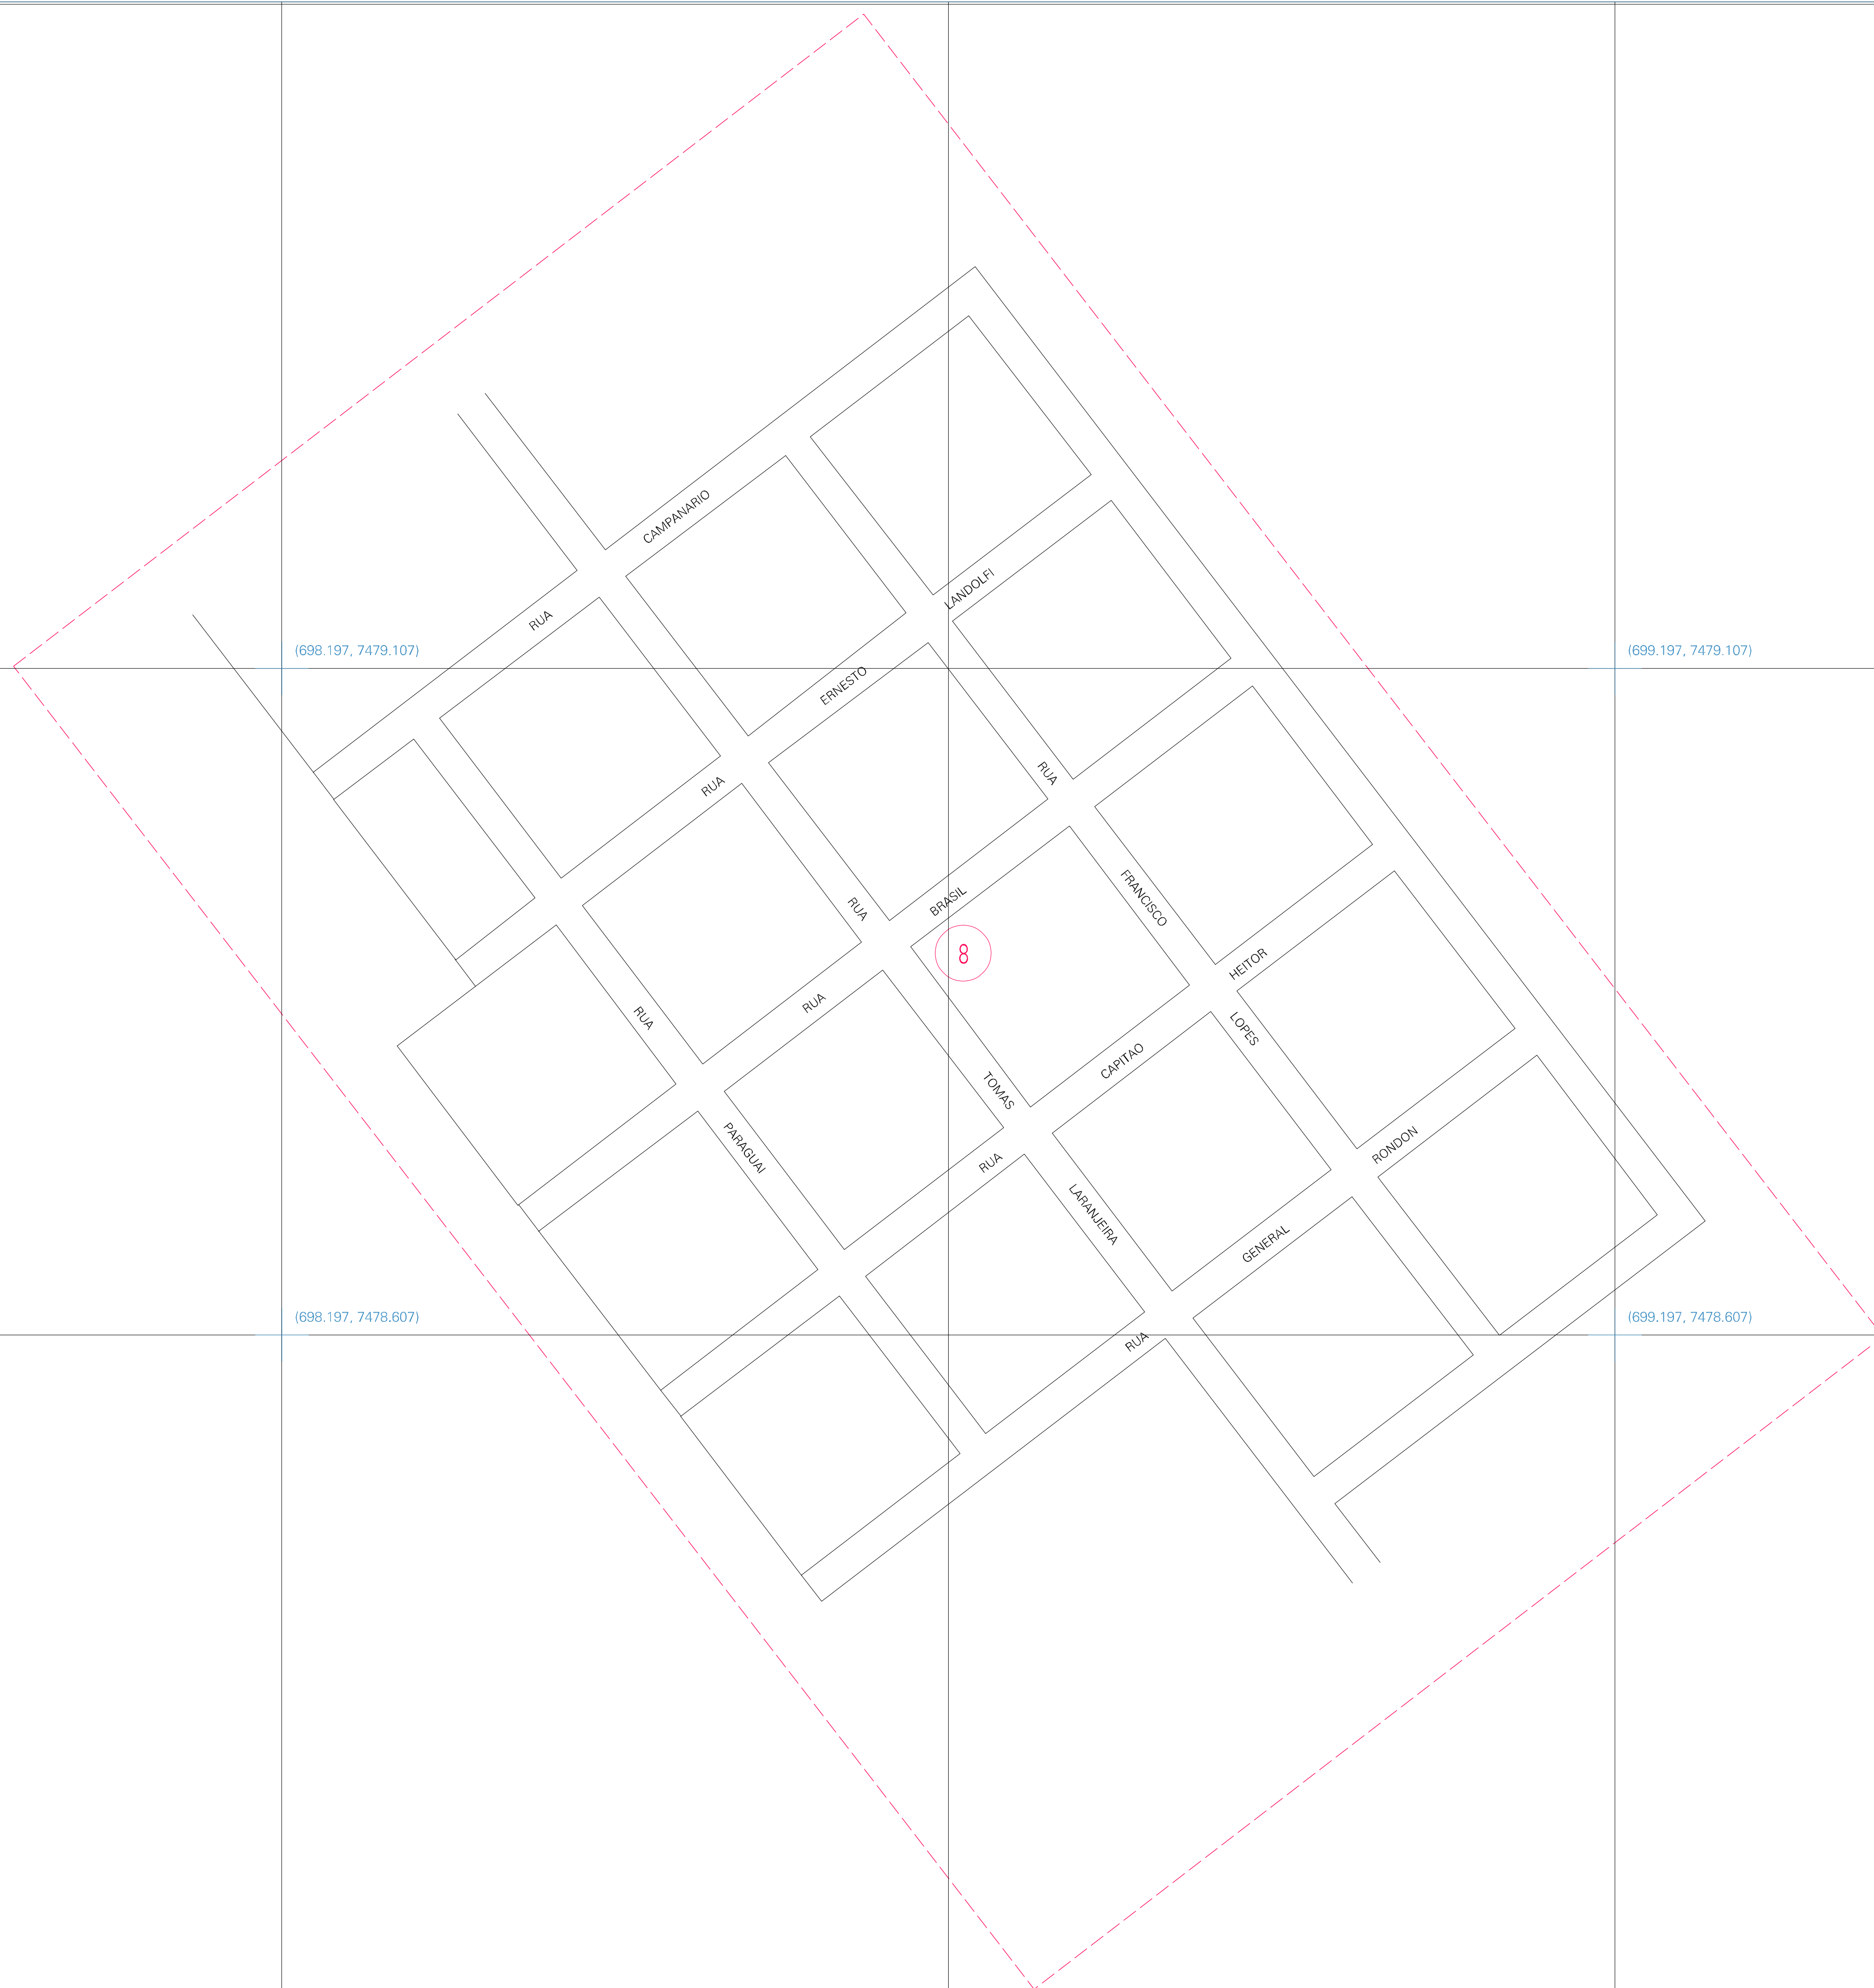 RUA CAMPANARIO
RUA ERNESTO LANDOLFI
(698.197, 7479.107)
(699.197, 7479.107)
RUA BRASIL
RUA CAPITAO HEITOR
RUA GENERAL RONDON
RUA PARAGUAI
RUA TOMAS LARANJEIRA
RUA FRANCISCO LOPES
8
(698.197, 7478.607)
(699.197, 7478.607)